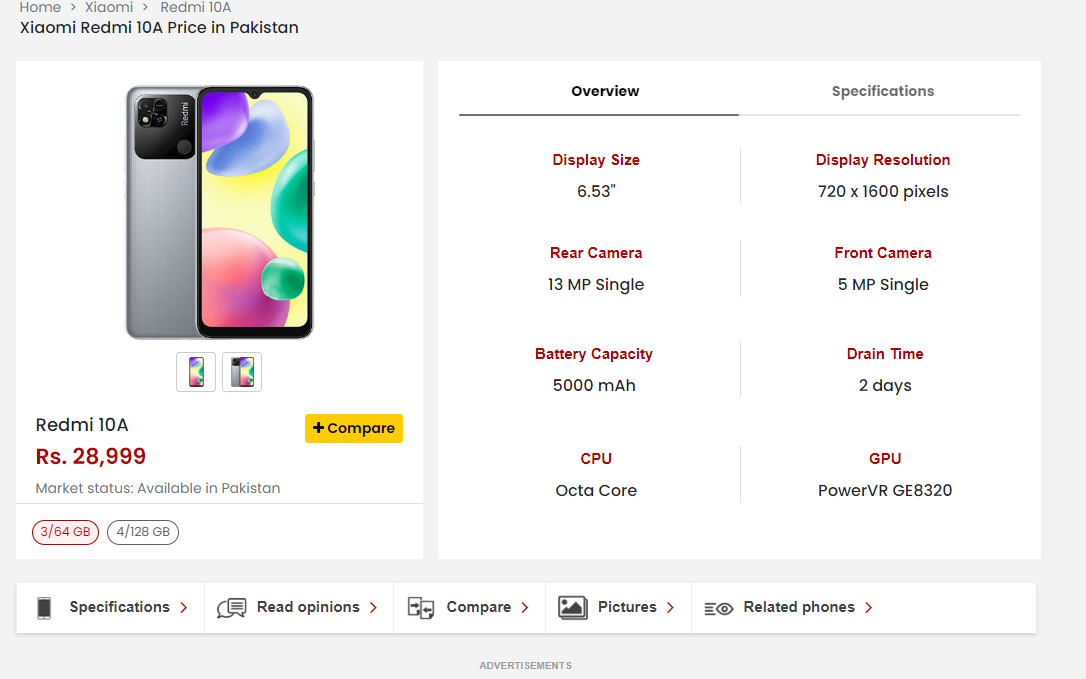 Home > Xiaomi > Redmi 10A
Xiaomi Redmi 10A Price in Pakistan
Redmi
Redmi 10A
+ Compare
Rs. 28,999
Market status: Available in Pakistan
3/64 GB 4/128 GB
Overview Specifications
Display Size Display Resolution
6.53" 720 x 1600 pixels
Rear Camera Front Camera
13 MP Single 5 MP Single
Battery Capacity Drain Time
5000 mAh 2 days
CPU GPU
Octa Core PowerVR GE8320
Specifications > Read opinions > Compare > Pictures > Related phones >
ADVERTISEMENTS